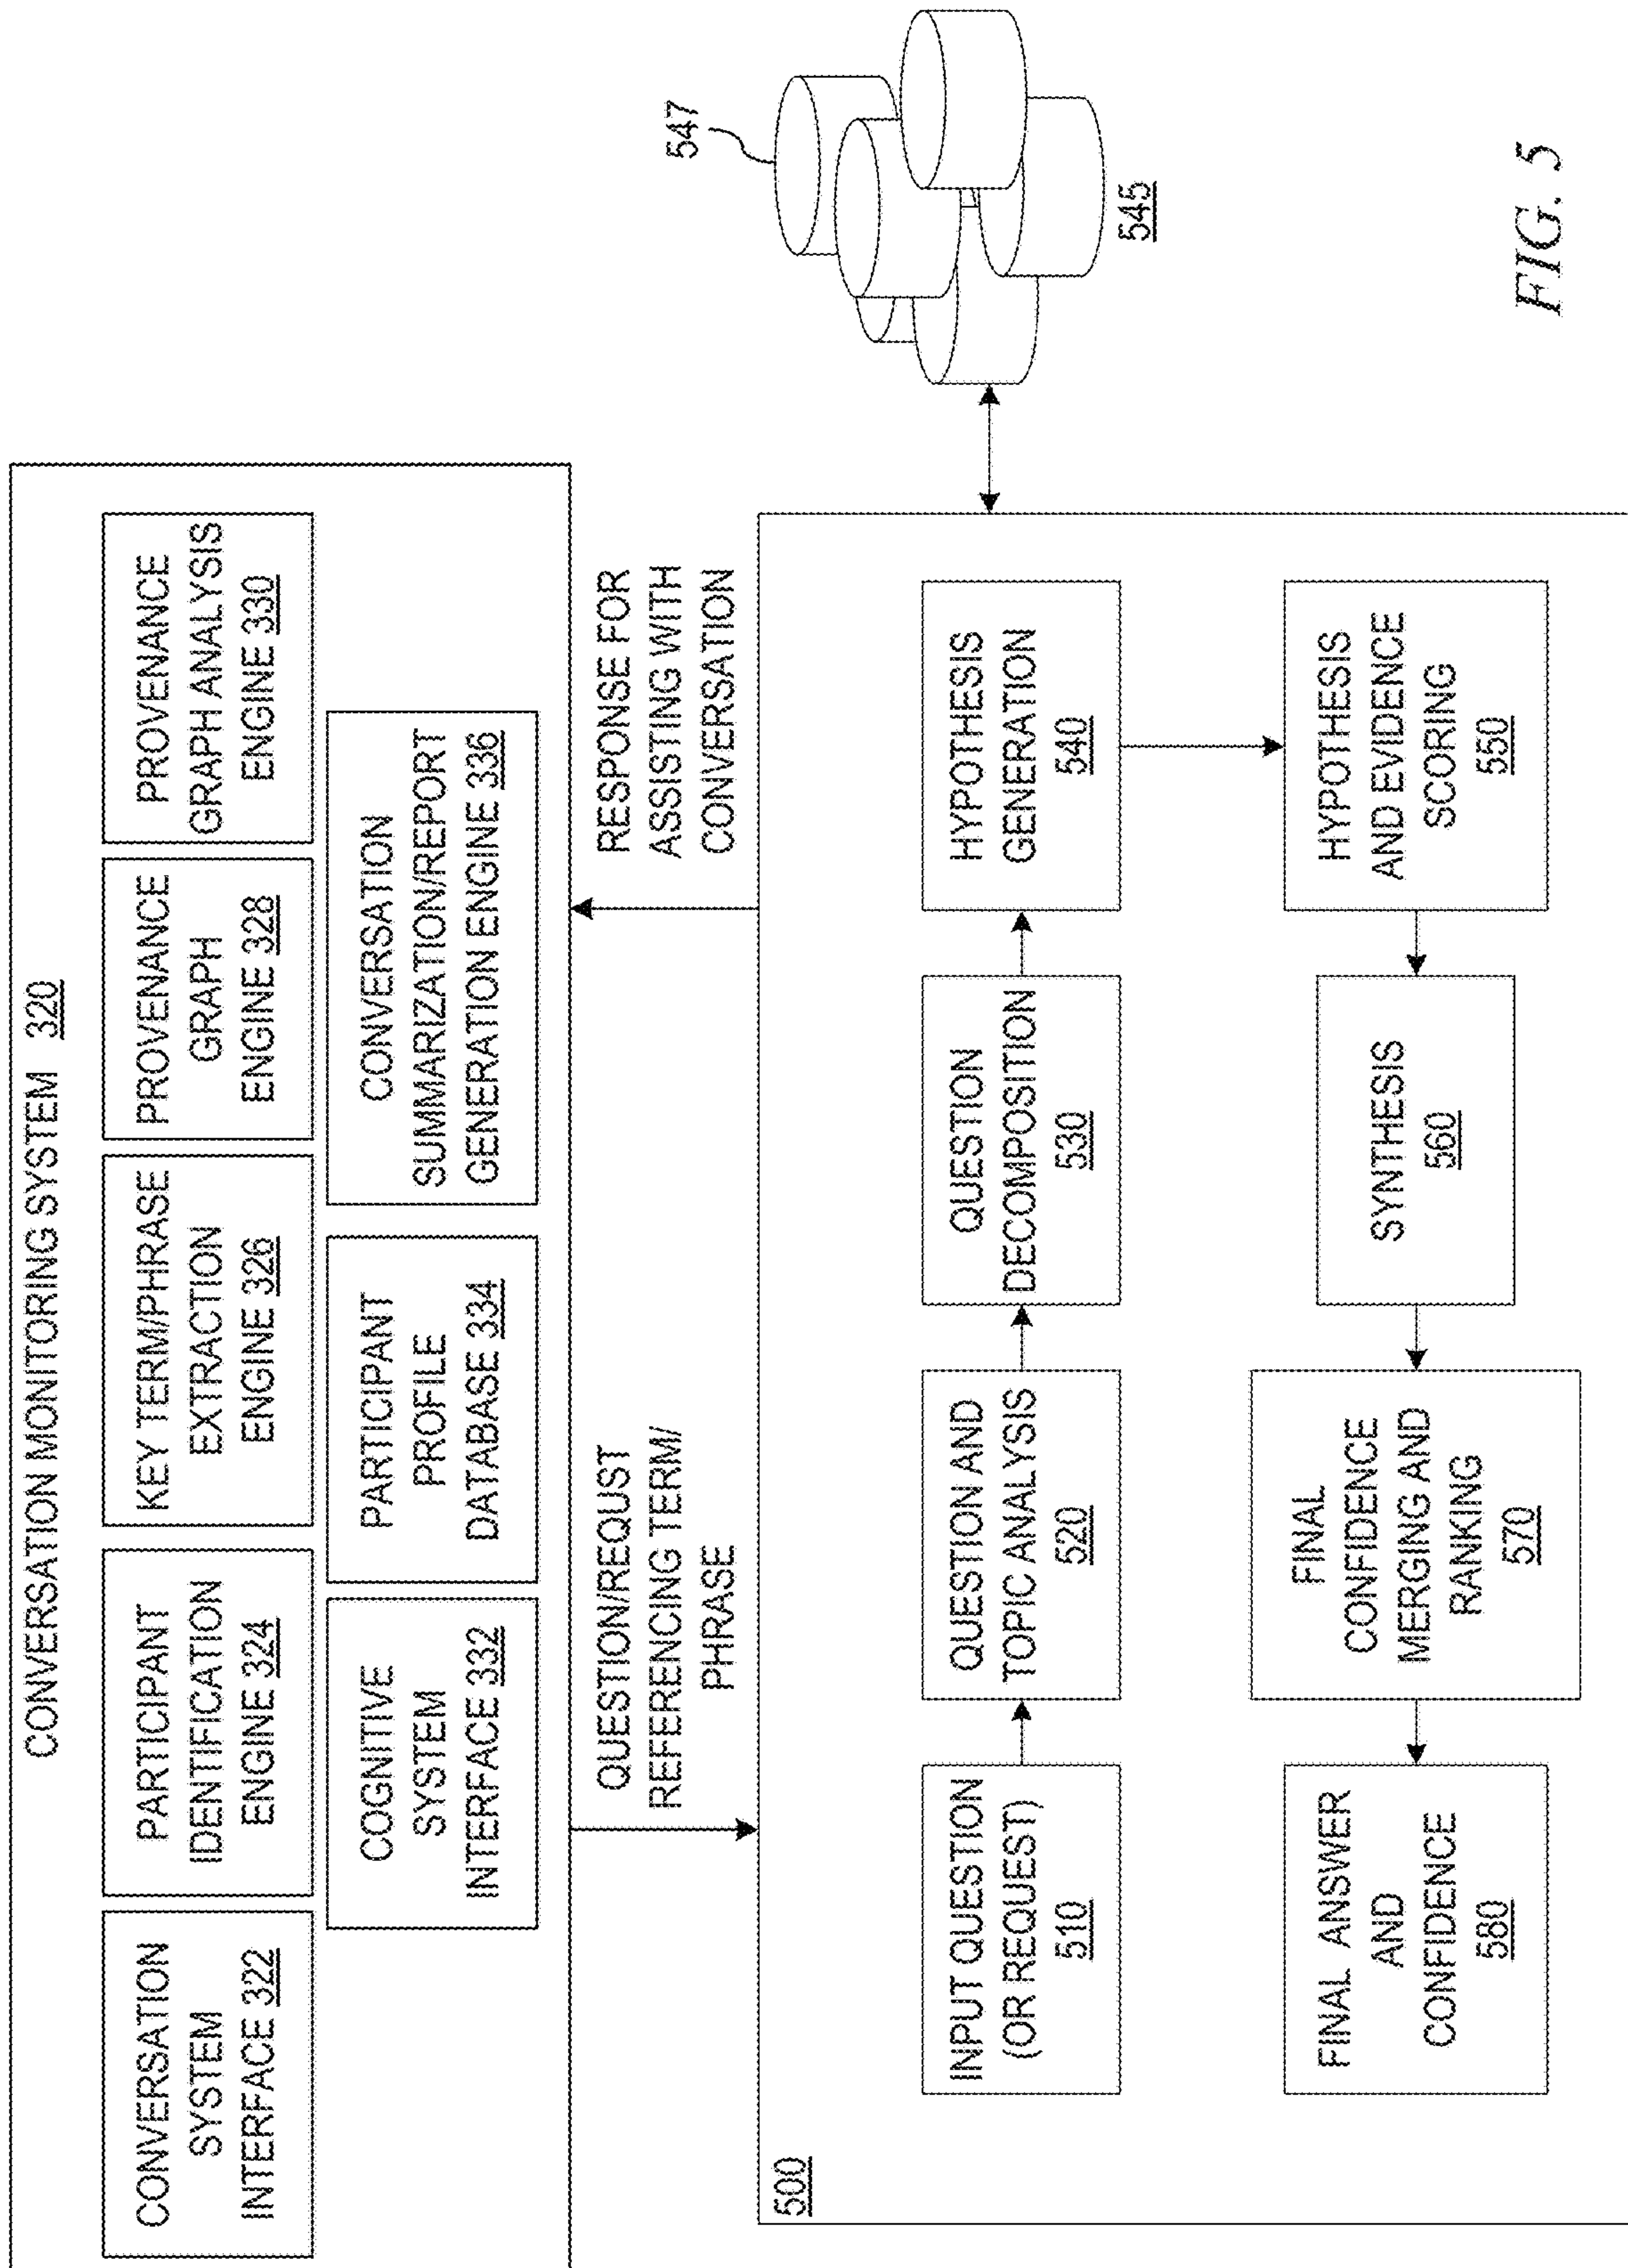 CONVERSATION MONITORING SYSTEM 320
CONVERSATION
SYSTEM
INTERFACE 322
PARTICIPANT
IDENTIFICATION
ENGINE 324
KEY TERM/PHRASE
EXTRACTION
ENGINE 326
PROVENANCE
GRAPH
ENGINE 328
PROVENANCE
GRAPH ANALYSIS
ENGINE 330
COGNITIVE
SYSTEM
INTERFACE 332
PARTICIPANT
PROFILE
DATABASE 334
CONVERSATION
SUMMARIZATION/REPORT
GENERATION ENGINE 336
QUESTION/REQUST
REFERENCING TERM/
PHRASE
RESPONSE FOR
ASSISTING WITH
CONVERSATION
500
INPUT QUESTION
(OR REQUEST)
510
QUESTION AND
TOPIC ANALYSIS
520
QUESTION
DECOMPOSITION
530
HYPOTHESIS
GENERATION
540
547
545
FINAL ANSWER
AND
CONFIDENCE
580
FINAL
CONFIDENCE
MERGING AND
RANKING
570
SYNTHESIS
560
HYPOTHESIS
AND EVIDENCE
SCORING
550
FIG. 5